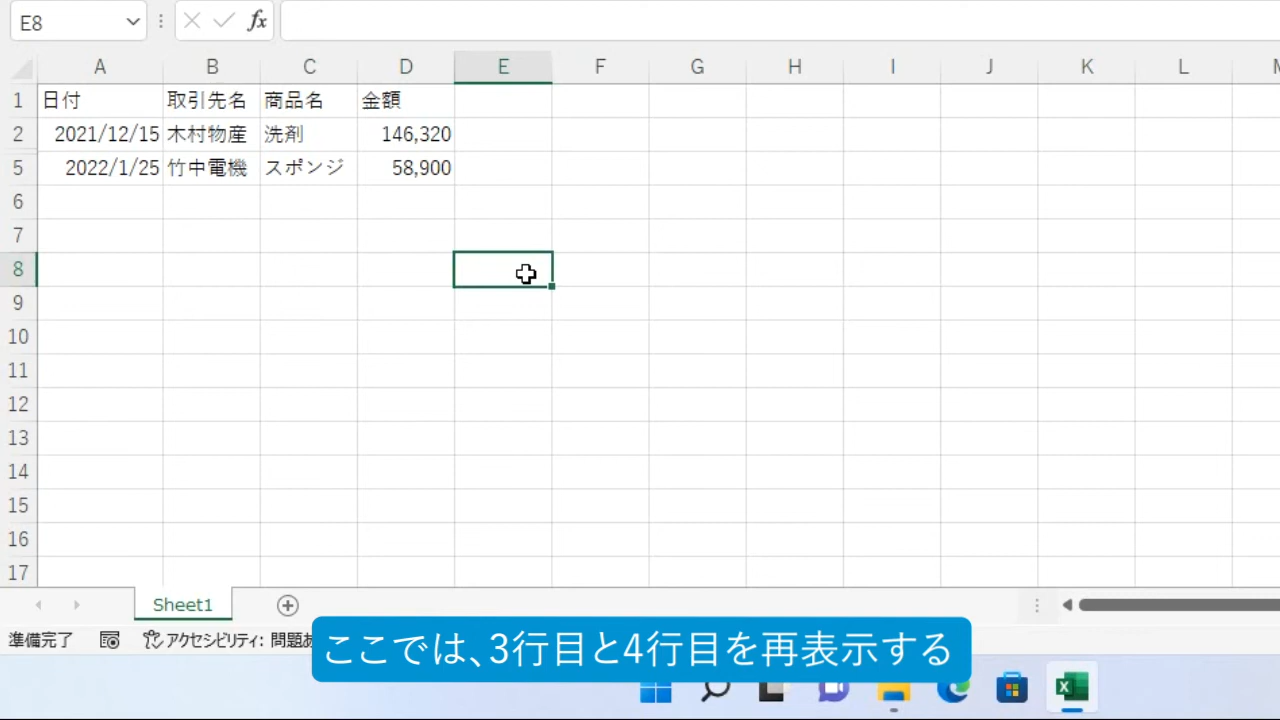 E8 fx
A B C D E F G H I J K L
1 日付 取引先名 商品名 金額
2 2021/12/15 木村物産 洗剤 146,320
5 2022/1/25 竹中電機 スポンジ 58,900
6
7
8
9
10
11
12
13
14
15
16
17
Sheet1
準備完了 アクセシビリティ: 問題あ
ここでは、3行目と4行目を再表示する